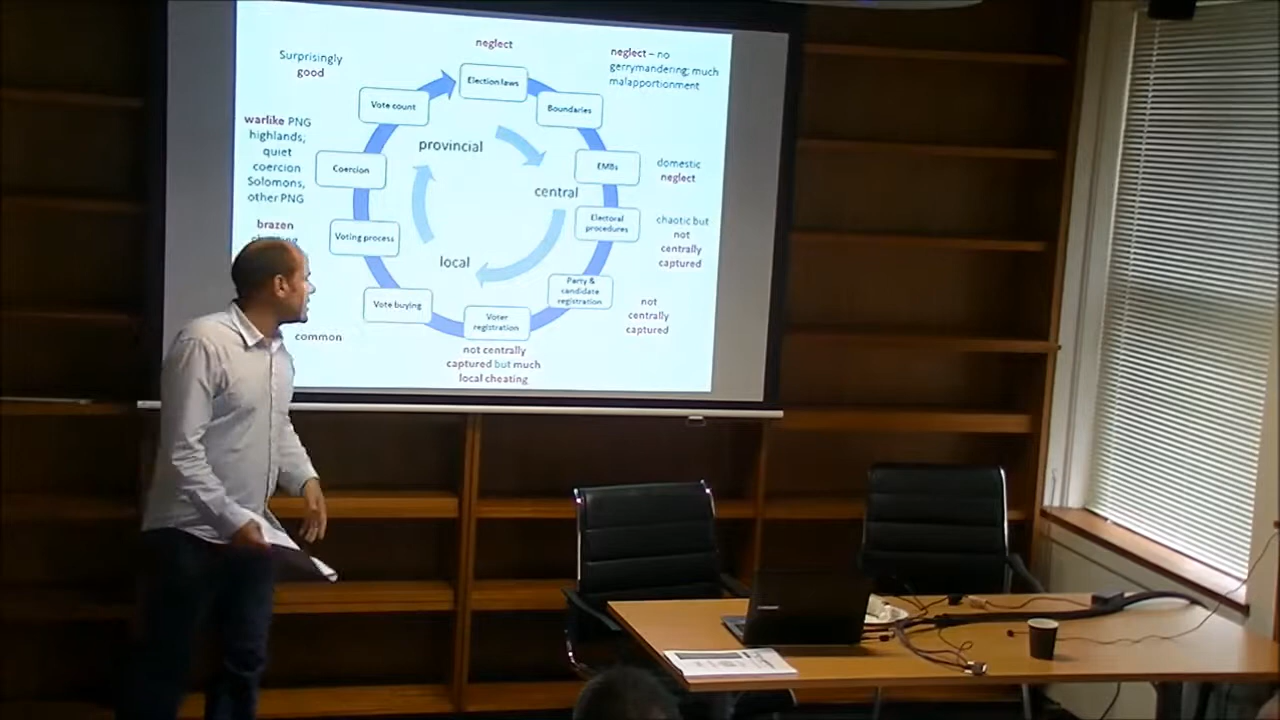 neglect
Surprisingly
good
neglect – no
gerrymandering; much
malapportionment
Election laws
Vote count
Boundaries
warlike PNG
highlands,
quiet
coercion
Solomons,
other PNG
provincial
Coercion
EMBs
domestic
neglect
central
Electoral
procedures
chaotic but
not
centrally
captured
brazen
Voting process
local
Party &
candidate
registration
Vote buying
not
centrally
captured
Voter
registration
common
not centrally
captured but much
local cheating